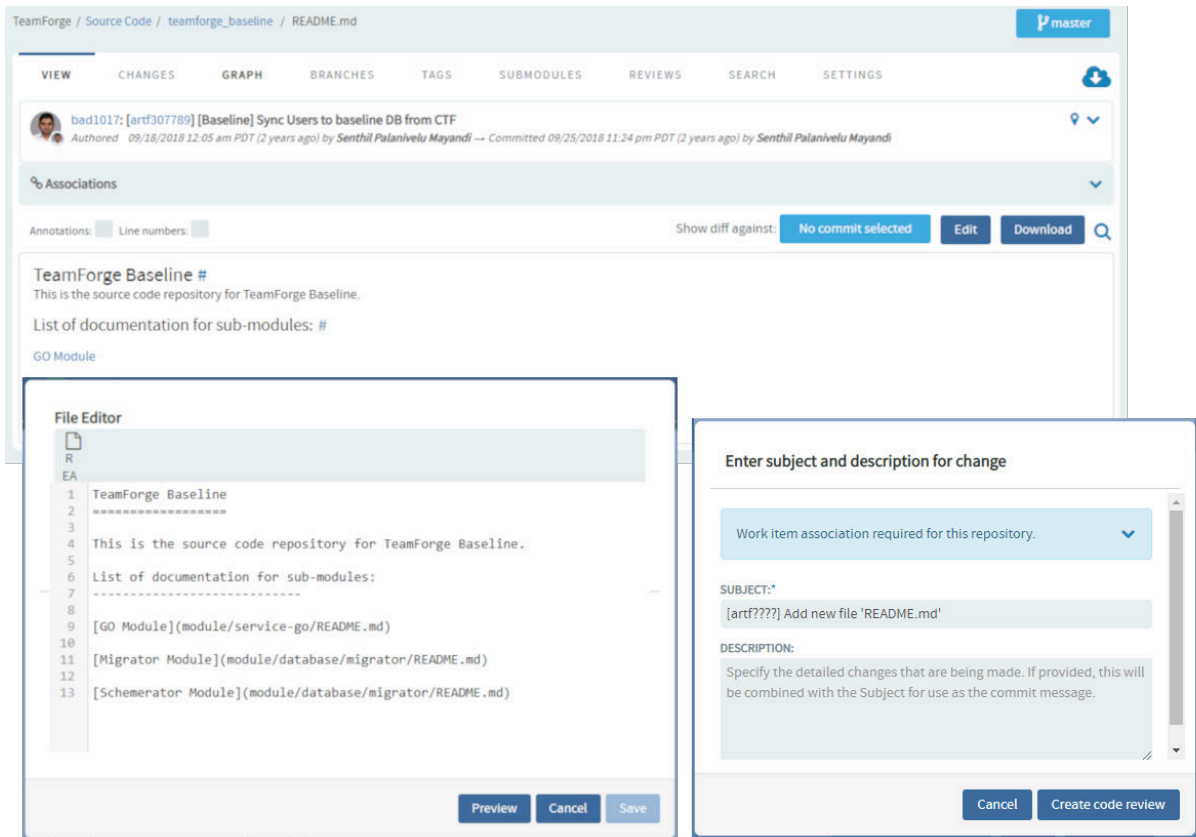 TeamForge / Source Code / teamforge_baseline / README.md
master
VIEW CHANGES GRAPH BRANCHES TAGS SUBMODULES REVIEWS SEARCH SETTINGS
bad1017: [artf307789] [Baseline] Sync Users to baseline DB from CTF
Authored 09/18/2018 12:05 am PDT (2 years ago) by Senthil Palanivelu Mayandi → Committed 09/25/2018 11:24 pm PDT (2 years ago) by Senthil Palanivelu Mayandi
Associations
Annotations: Line numbers: Show diff against: No commit selected Edit Download
TeamForge Baseline #
This is the source code repository for TeamForge Baseline.
List of documentation for sub-modules: #
GO Module
File Editor
R
EA
1 TeamForge Baseline
2 ==================
3
4 This is the source code repository for TeamForge Baseline.
5
6 List of documentation for sub-modules:
7 ----------------------------
8
9 [GO Module](module/service-go/README.md)
10
11 [Migrator Module](module/database/migrator/README.md)
12
13 [Schemerator Module](module/database/migrator/README.md)
Preview Cancel Save
Enter subject and description for change
Work item association required for this repository.
SUBJECT:*
[artf????] Add new file 'README.md'
DESCRIPTION:
Specify the detailed changes that are being made. If provided, this will
be combined with the Subject for use as the commit message.
Cancel Create code review